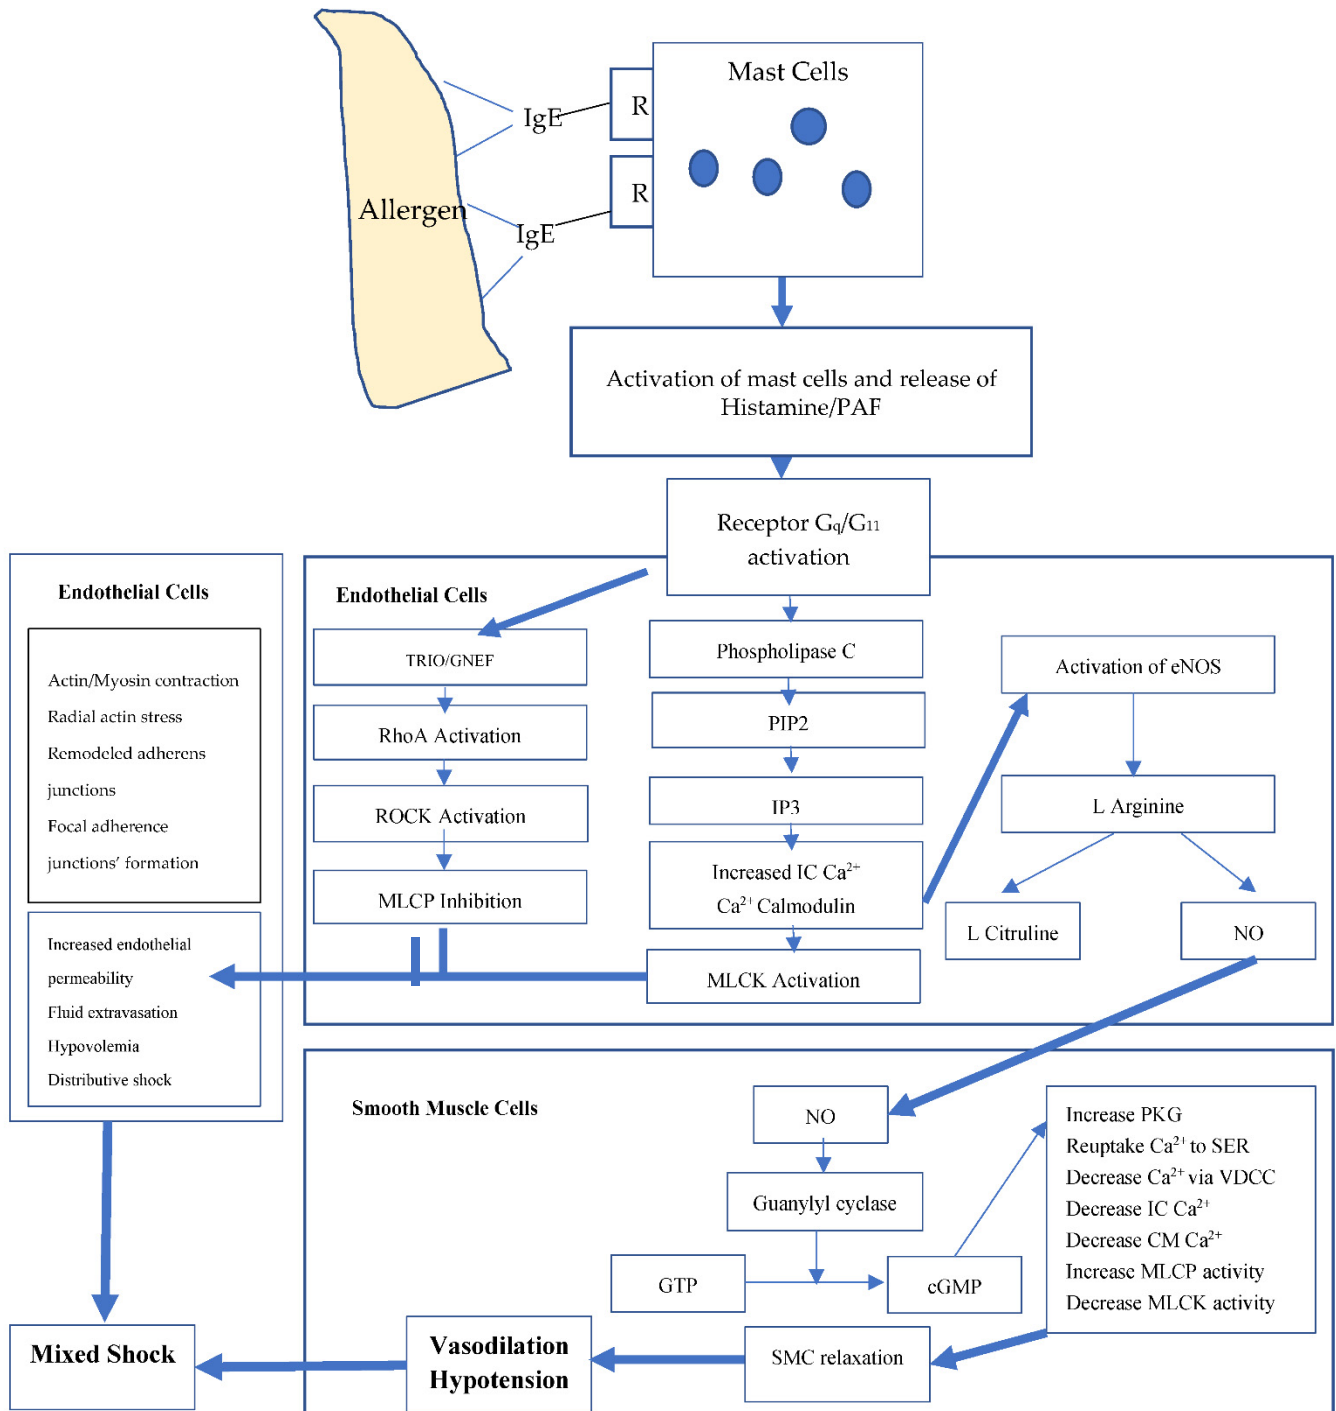 Mast Cells
IgE
R
R
Allergen
IgE
Activation of mast cells and release of
Histamine/PAF
Receptor Gq/G11
activation
Endothelial Cells
Actin/Myosin contraction
Radial actin stress
Remodeled adherens
junctions
Focal adherence
junctions’ formation
Increased endothelial
permeability
Fluid extravasation
Hypovolemia
Distributive shock
Endothelial Cells
TRIO/GNEF
RhoA Activation
ROCK Activation
MLCP Inhibition
Phospholipase C
PIP2
IP3
Increased IC Ca²⁺
Ca²⁺ Calmodulin
MLCK Activation
Activation of eNOS
L Arginine
L Citruline
NO
Smooth Muscle Cells
NO
Guanylyl cyclase
GTP
cGMP
Increase PKG
Reuptake Ca²⁺ to SER
Decrease Ca²⁺ via VDCC
Decrease IC Ca²⁺
Decrease CM Ca²⁺
Increase MLCP activity
Decrease MLCK activity
SMC relaxation
Vasodilation
Hypotension
Mixed Shock